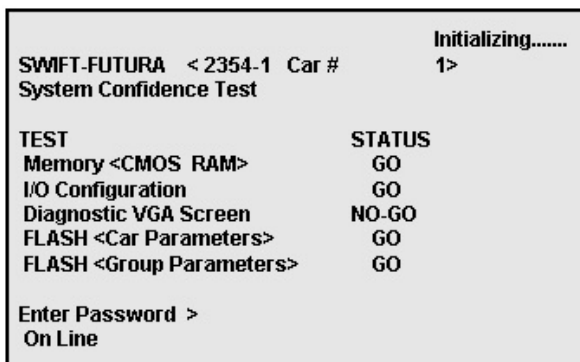 Initializing.......
SWIFT-FUTURA < 2354-1 Car # 1>
System Confidence Test
TEST STATUS
Memory <CMOS RAM> GO
I/O Configuration GO
Diagnostic VGA Screen NO-GO
FLASH <Car Parameters> GO
FLASH <Group Parameters> GO
Enter Password >
On Line